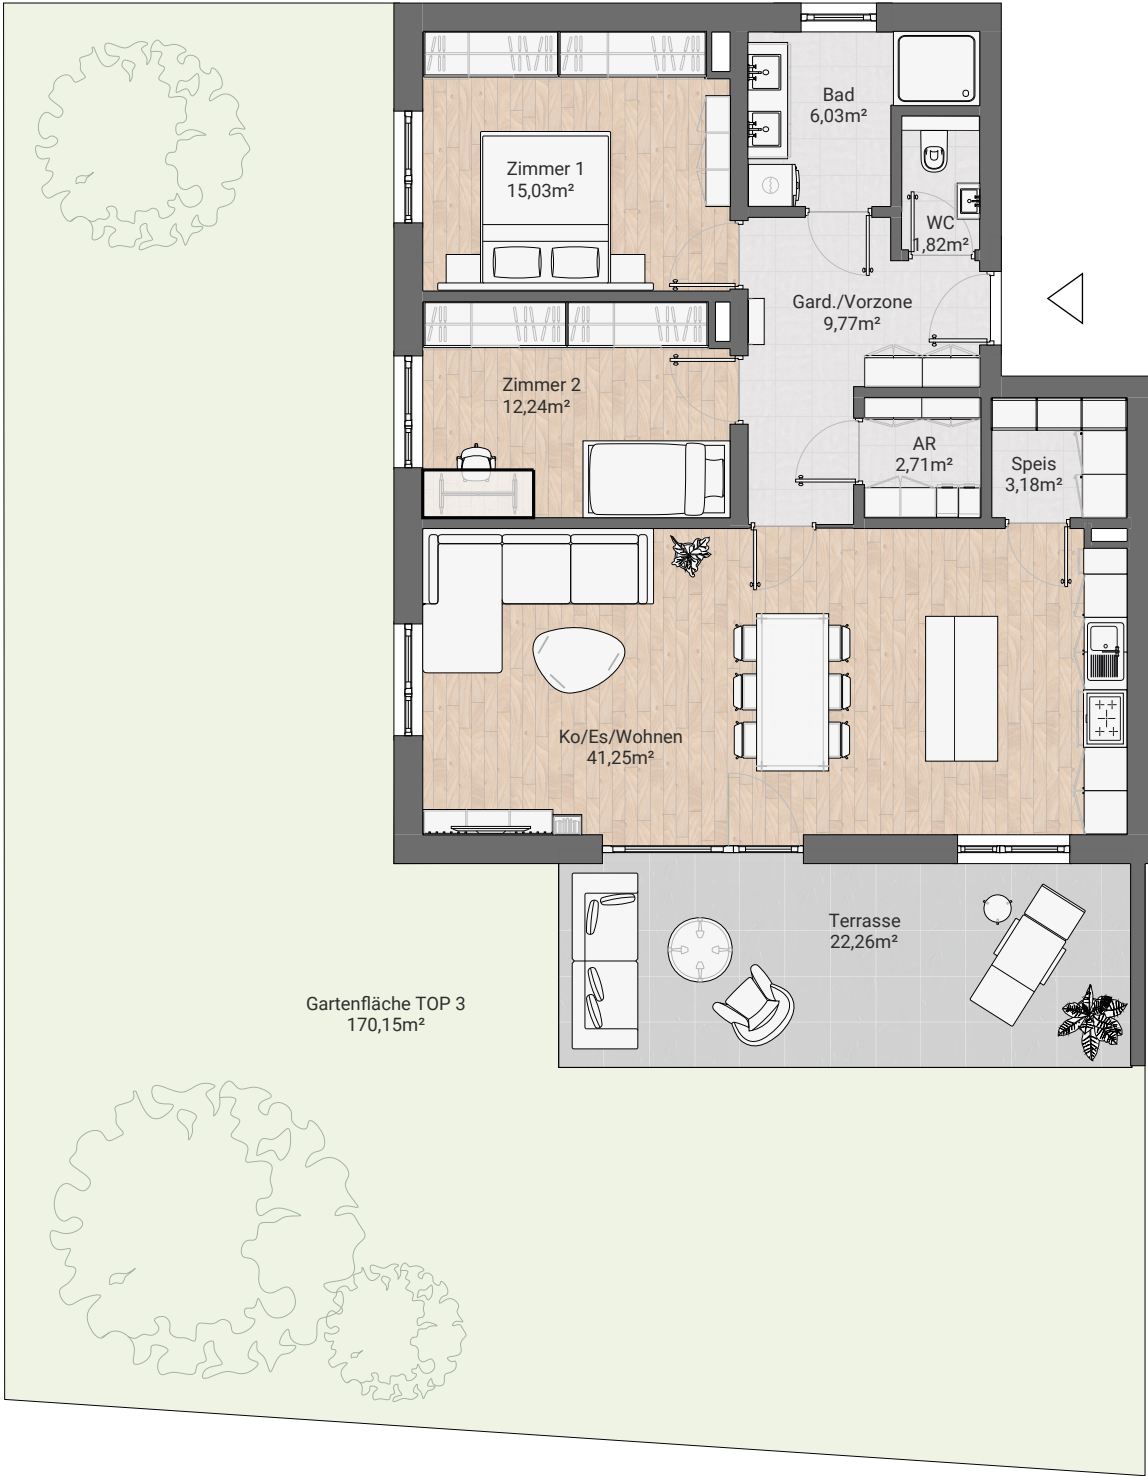 Bad
6,03m²
Zimmer 1
15,03m²
WC
1,82m²
Gard./Vorzone
9,77m²
Zimmer 2
12,24m²
AR
2,71m²
Speis
3,18m²
Ko/Es/Wohnen
41,25m²
Terrasse
22,26m²
Gartenfläche TOP 3
170,15m²